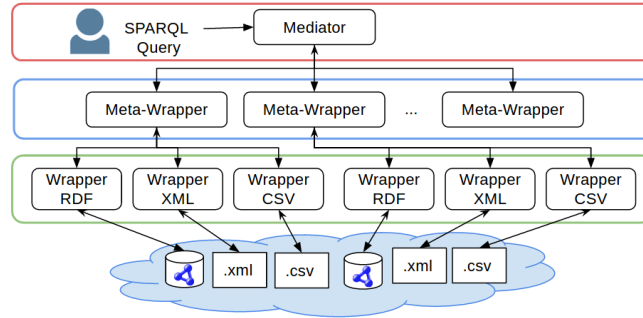 SPARQL
Query
Mediator
Meta-Wrapper
Meta-Wrapper
...
Meta-Wrapper
Wrapper
RDF
Wrapper
XML
Wrapper
CSV
Wrapper
RDF
Wrapper
XML
Wrapper
CSV
.xml
.csv
.xml
.csv